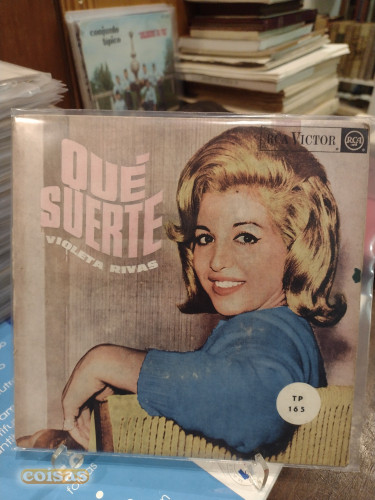 conjunto
típico
RCA VICTOR
RCA
QUÉ
SUERTE
VIOLETA RIVAS
TP
165
COISAS